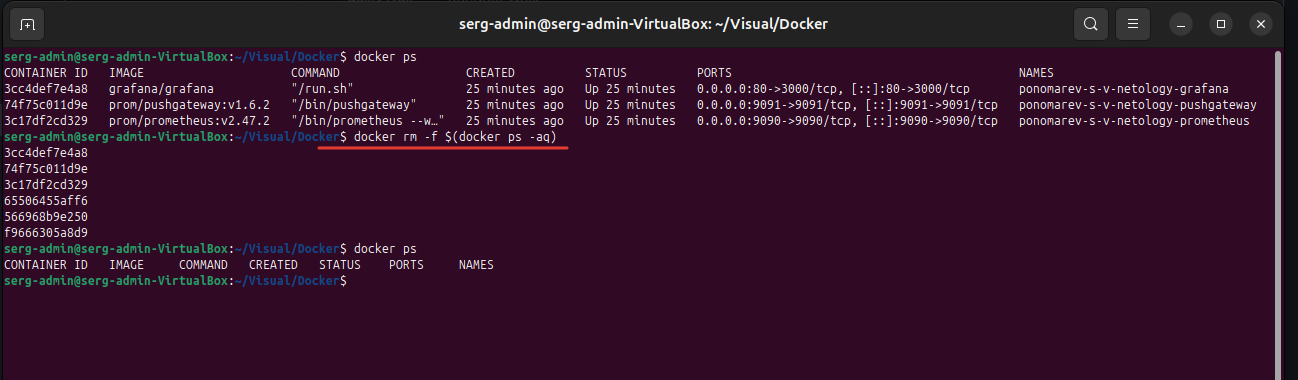 serg-admin@serg-admin-VirtualBox: ~/Visual/Docker
serg-admin@serg-admin-VirtualBox:~/Visual/Docker$ docker ps
CONTAINER ID   IMAGE                     COMMAND                  CREATED          STATUS          PORTS                                         NAMES
3cc4def7e4a8   grafana/grafana           "/run.sh"                25 minutes ago   Up 25 minutes   0.0.0.0:80->3000/tcp, [::]:80->3000/tcp       ponomarev-s-v-netology-grafana
74f75c011d9e   prom/pushgateway:v1.6.2   "/bin/pushgateway"       25 minutes ago   Up 25 minutes   0.0.0.0:9091->9091/tcp, [::]:9091->9091/tcp   ponomarev-s-v-netology-pushgateway
3c17df2cd329   prom/prometheus:v2.47.2   "/bin/prometheus --w…"   25 minutes ago   Up 25 minutes   0.0.0.0:9090->9090/tcp, [::]:9090->9090/tcp   ponomarev-s-v-netology-prometheus
serg-admin@serg-admin-VirtualBox:~/Visual/Docker$ docker rm -f $(docker ps -aq)
3cc4def7e4a8
74f75c011d9e
3c17df2cd329
65506455aff6
566968b9e250
f9666305a8d9
serg-admin@serg-admin-VirtualBox:~/Visual/Docker$ docker ps
CONTAINER ID   IMAGE     COMMAND   CREATED   STATUS    PORTS     NAMES
serg-admin@serg-admin-VirtualBox:~/Visual/Docker$